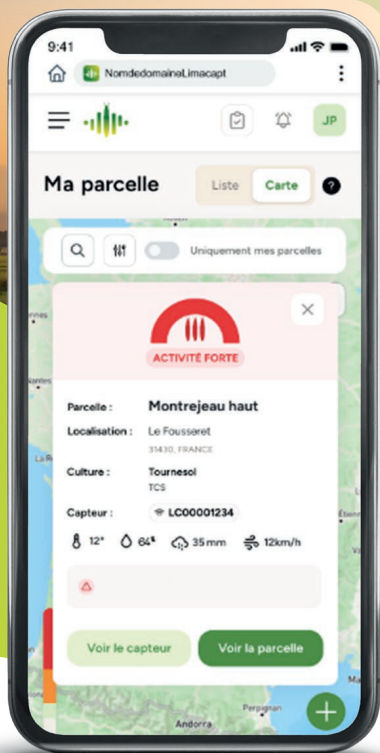 9:41
NomdedomaineLimacapt
JP
Ma parcelle
Liste
Carte
?
Uniquement mes parcelles
ACTIVITÉ FORTE
Parcelle : Montrejeau haut
Localisation : Le Fousseret
31430, FRANCE
Culture : Tournesol
TCS
Capteur : LC00001234
12° 64% 35mm 12km/h
Voir le capteur
Voir la parcelle
Perpignan
Andorra